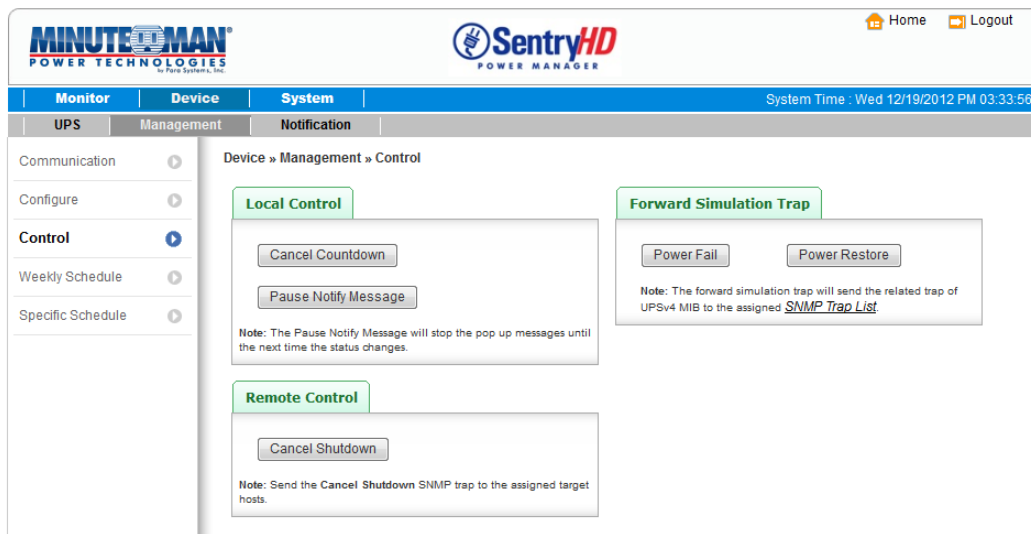 MINUTEMAN®
POWER TECHNOLOGIES
by Para Systems, Inc.
SentryHD
POWER MANAGER
Home
Logout
Monitor
Device
System
System Time : Wed 12/19/2012 PM 03:33:56
UPS
Management
Notification
Communication
Configure
Control
Weekly Schedule
Specific Schedule
Device » Management » Control
Local Control
Cancel Countdown
Pause Notify Message
Note: The Pause Notify Message will stop the pop up messages until
the next time the status changes.
Forward Simulation Trap
Power Fail
Power Restore
Note: The forward simulation trap will send the related trap of
UPSv4 MIB to the assigned SNMP Trap List.
Remote Control
Cancel Shutdown
Note: Send the Cancel Shutdown SNMP trap to the assigned target
hosts.